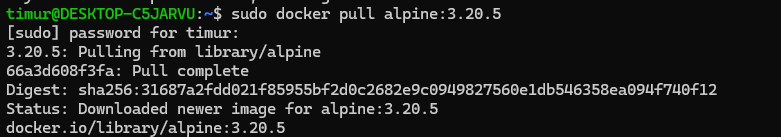 timur@DESKTOP-C5JARVU:~$ sudo docker pull alpine:3.20.5
[sudo] password for timur:
3.20.5: Pulling from library/alpine
66a3d608f3fa: Pull complete
Digest: sha256:31687a2fdd021f85955bf2d0c2682e9c0949827560e1db546358ea094f740f12
Status: Downloaded newer image for alpine:3.20.5
docker.io/library/alpine:3.20.5